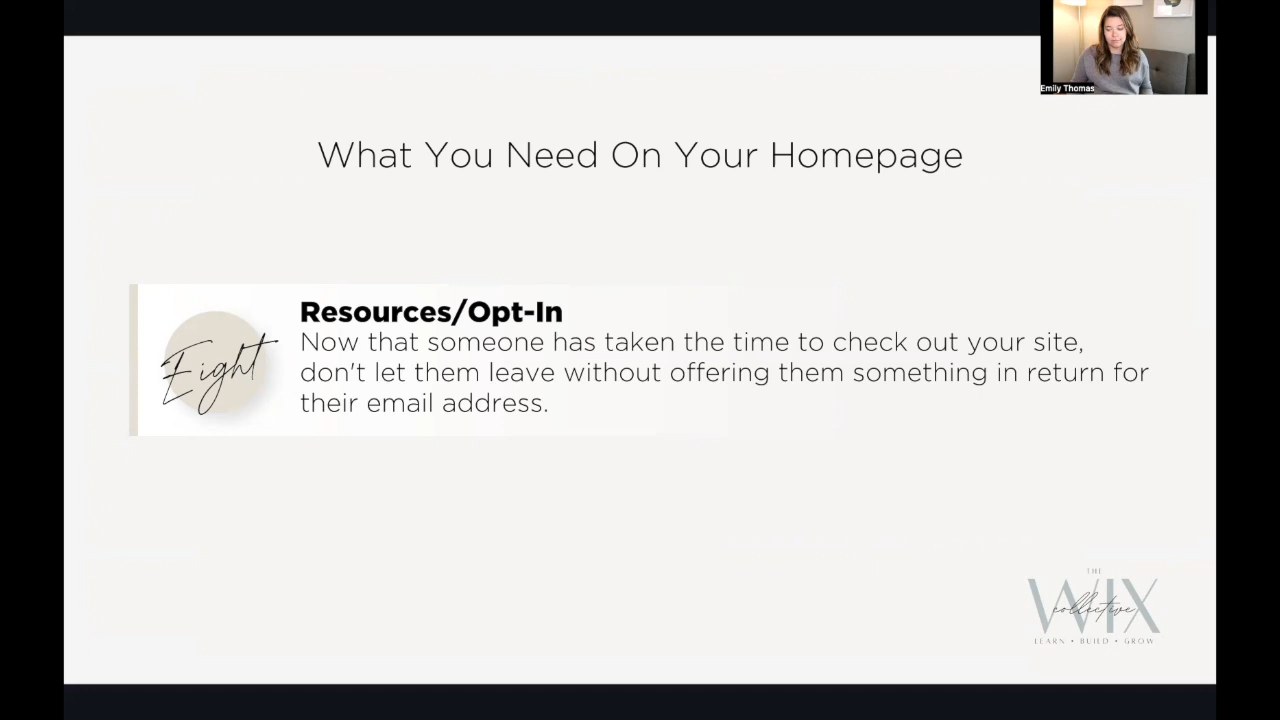 Emily Thomas
What You Need On Your Homepage
Eight
Resources/Opt-In
Now that someone has taken the time to check out your site,
don't let them leave without offering them something in return for
their email address.
THE
WIX
collective
LEARN • BUILD • GROW